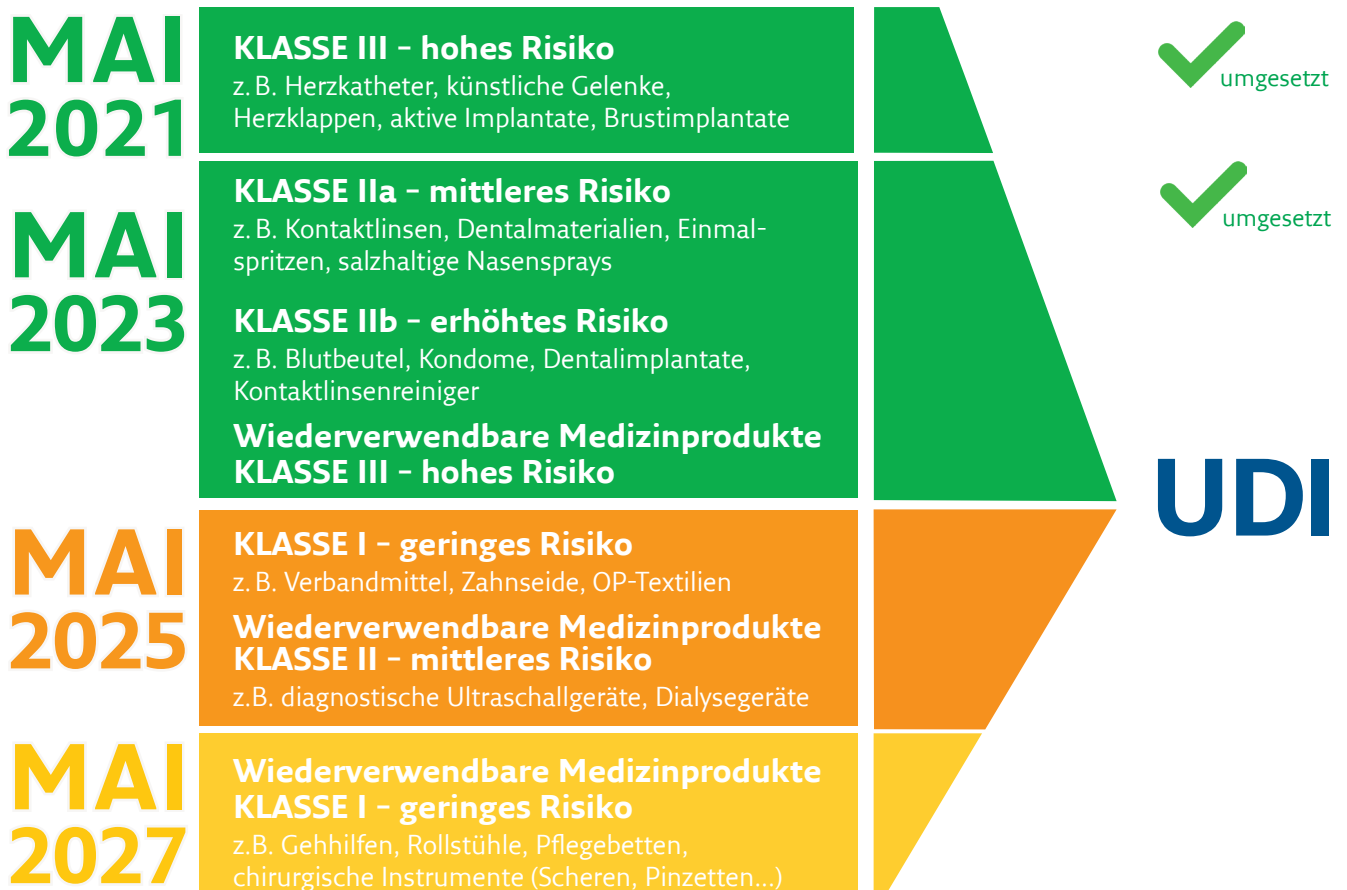 MAI
2021
KLASSE III – hohes Risiko
z. B. Herzkatheter, künstliche Gelenke,
Herzklappen, aktive Implantate, Brustimplantate
umgesetzt
MAI
2023
KLASSE IIa – mittleres Risiko
z. B. Kontaktlinsen, Dentalmaterialien, Einmal-
spritzen, salzhaltige Nasensprays
KLASSE IIb – erhöhtes Risiko
z. B. Blutbeutel, Kondome, Dentalimplantate,
Kontaktlinsenreiniger
Wiederverwendbare Medizinprodukte
KLASSE III – hohes Risiko
umgesetzt
UDI
MAI
2025
KLASSE I – geringes Risiko
z. B. Verbandmittel, Zahnseide, OP-Textilien
Wiederverwendbare Medizinprodukte
KLASSE II – mittleres Risiko
z.B. diagnostische Ultraschallgeräte, Dialysegeräte
MAI
2027
Wiederverwendbare Medizinprodukte
KLASSE I – geringes Risiko
z.B. Gehhilfen, Rollstühle, Pflegebetten,
chirurgische Instrumente (Scheren, Pinzetten...)